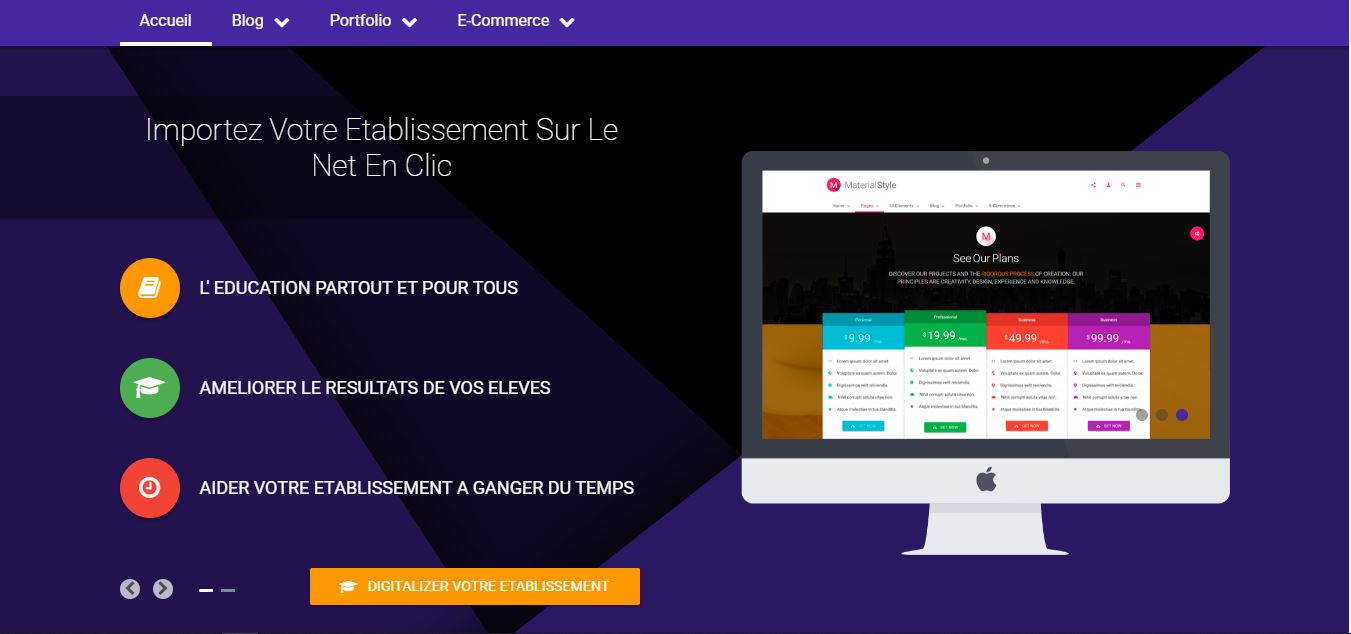 Accueil Blog Portfolio E-Commerce
Importez Votre Etablissement Sur Le
Net En Clic
L' EDUCATION PARTOUT ET POUR TOUS
AMELIORER LE RESULTATS DE VOS ELEVES
AIDER VOTRE ETABLISSEMENT A GANGER DU TEMPS
DIGITALIZER VOTRE ETABLISSEMENT
M MaterialStyle
Home Pages UI Elements Blog Portfolio E-Commerce
M
See Our Plans
DISCOVER OUR PROJECTS AND THE RIGOROUS PROCESS OF CREATION. OUR
PRINCIPLES ARE CREATIVITY, DESIGN, EXPERIENCE AND KNOWLEDGE.
Personal Professional Business Business
$9.99 /mo. $19.99 /mo. $49.99 /mo. $99.99 /mo.
Lorem ipsum dolor sit amet. Lorem ipsum dolor sit amet. Lorem ipsum dolor sit amet. Lorem ipsum dolor sit amet.
Voluptate ex quam autem. Dolor. Voluptate ex quam autem. Dolor. Voluptate ex quam autem. Dolor. Voluptate ex quam autem. Dolor.
Dignissimos velit reiciendis. Dignissimos velit reiciendis. Dignissimos velit reiciendis. Dignissimos velit reiciendis.
Nihil corrupti soluta vitae non. Nihil corrupti soluta vitae non. Nihil corrupti soluta vitae non. Nihil corrupti soluta vitae non.
Atque molestiae in tua blanditiis. Atque molestiae in tua blanditiis. Atque molestiae in tua blanditiis. Atque molestiae in tua
GET NOW GET NOW GET NOW GET NOW